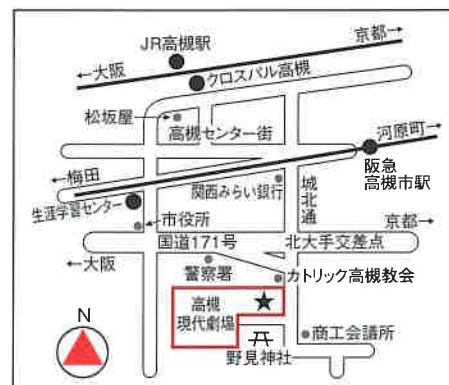 JR高槻駅
京都→
←大阪
クロスパル高槻
松坂屋
高槻センター街
河原町→
←梅田
阪急
高槻市駅
関西みらい銀行
城北通
生涯学習センター
市役所
京都→
国道171号
北大手交差点
←大阪
警察署
カトリック高槻教会
高槻
現代劇場
商工会議所
野見神社
N